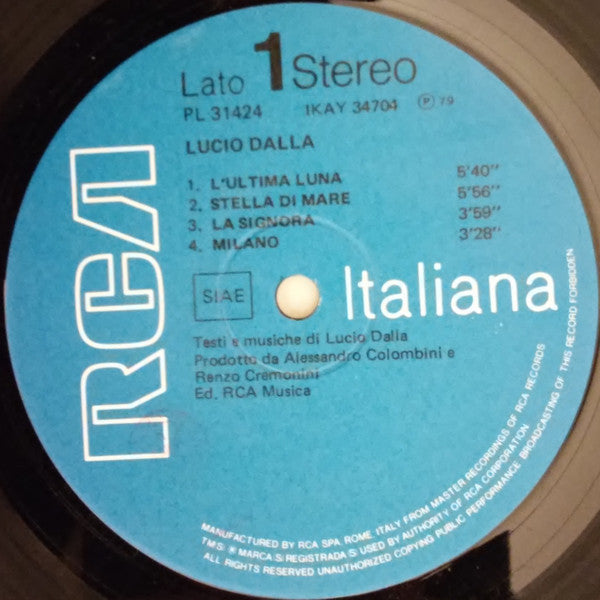 Lato 1 Stereo
PL 31424 IKAY 34704 Ⓟ 79
LUCIO DALLA
1. L'ULTIMA LUNA 5'40"
2. STELLA DI MARE 5'56"
3. LA SIGNORA 3'59"
4. MILANO 3'28"
RCA
SIAE
Italiana
Testi e musiche di Lucio Dalla
Prodotto da Alessandro Colombini e
Renzo Cremonini
Ed. RCA Musica
MANUFACTURED BY RCA SPA, ROME, ITALY FROM MASTER RECORDINGS OF RCA RECORDS
TMS. ® MARCA(S) REGISTRADA(S) USED BY AUTHORITY OF RCA CORPORATION
ALL RIGHTS RESERVED UNAUTHORIZED COPYING PUBLIC PERFORMANCE BROADCASTING OF THIS RECORD FORBIDDEN